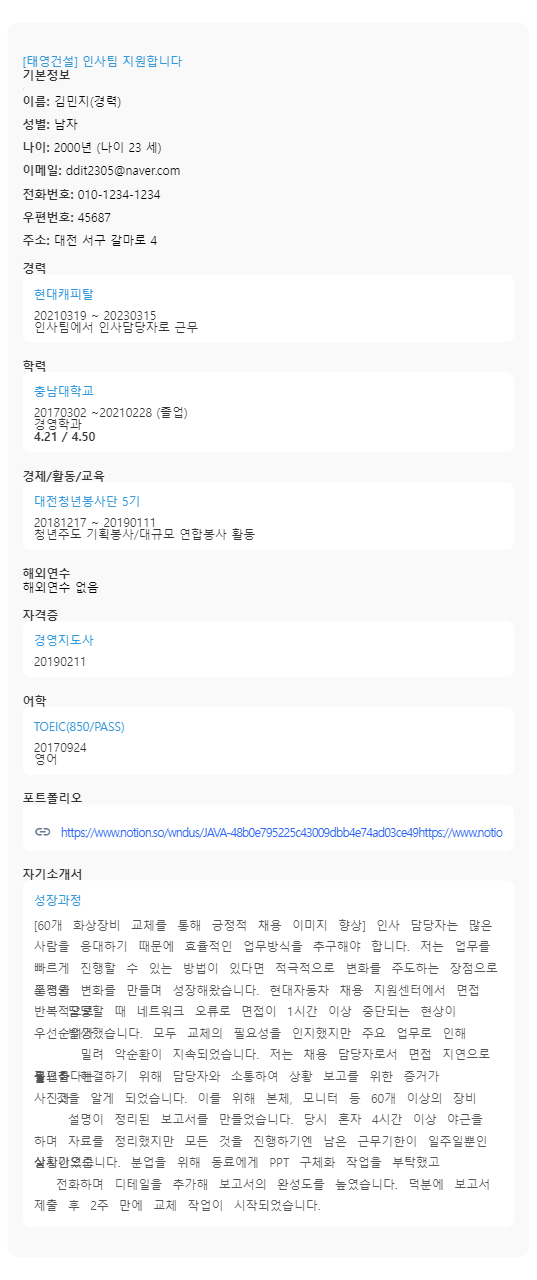 [태영건설] 인사팀 지원합니다
기본정보
이름: 김민지(경력)
성별: 남자
나이: 2000년 (나이 23 세)
이메일: ddit2305@naver.com
전화번호: 010-1234-1234
우편번호: 45687
주소: 대전 서구 갈마로 4
경력
현대캐피탈
20210319 ~ 20230315
인사팀에서 인사담당자로 근무
학력
충남대학교
20170302 ~20210228 (졸업)
경영학과
4.21 / 4.50
경제/활동/교육
대전청년봉사단 5기
20181217 ~ 20190111
청년주도 기획봉사/대규모 연합봉사 활동
해외연수
해외연수 없음
자격증
경영지도사
20190211
어학
TOEIC(850/PASS)
20170924
영어
포트폴리오
https://www.notion.so/wndus/JAVA-48b0e795225c43009dbb4e74ad03ce49https://www.notio
자기소개서
성장과정
[60개 화상장비 교체를 통해 긍정적 채용 이미지 향상] 인사 담당자는 많은
사람을 응대하기 때문에 효율적인 업무방식을 추구해야 합니다. 저는 업무를
빠르게 진행할 수 있는 방법이 있다면 적극적으로 변화를 주도하는 장점으로
변화를 만들며 성장해왔습니다. 현대자동차 채용 지원센터에서 면접
때 네트워크 오류로 면접이 1시간 이상 중단되는 현상이
반복적으로
모두 교체의 필요성을 인지했지만 주요 업무로 인해
우선순위가
밀려 악순환이 지속되었습니다. 저는 채용 담당자로서 면접 지연으로
해결하기 위해 담당자와 소통하여 상황 보고를 위한 증거가
알게 되었습니다. 이를 위해 본체, 모니터 등 60개 이상의 장비
사진과
설명이 정리된 보고서를 만들었습니다. 당시 혼자 4시간 이상 야근을
하며 자료를 정리했지만 모든 것을 진행하기엔 남은 근무기한이 일주일뿐인
분업을 위해 동료에게 PPT 구체화 작업을 부탁했고
전화하며 디테일을 추가해 보고서의 완성도를 높였습니다. 덕분에 보고서
제출 후 2주 만에 교체 작업이 시작되었습니다.